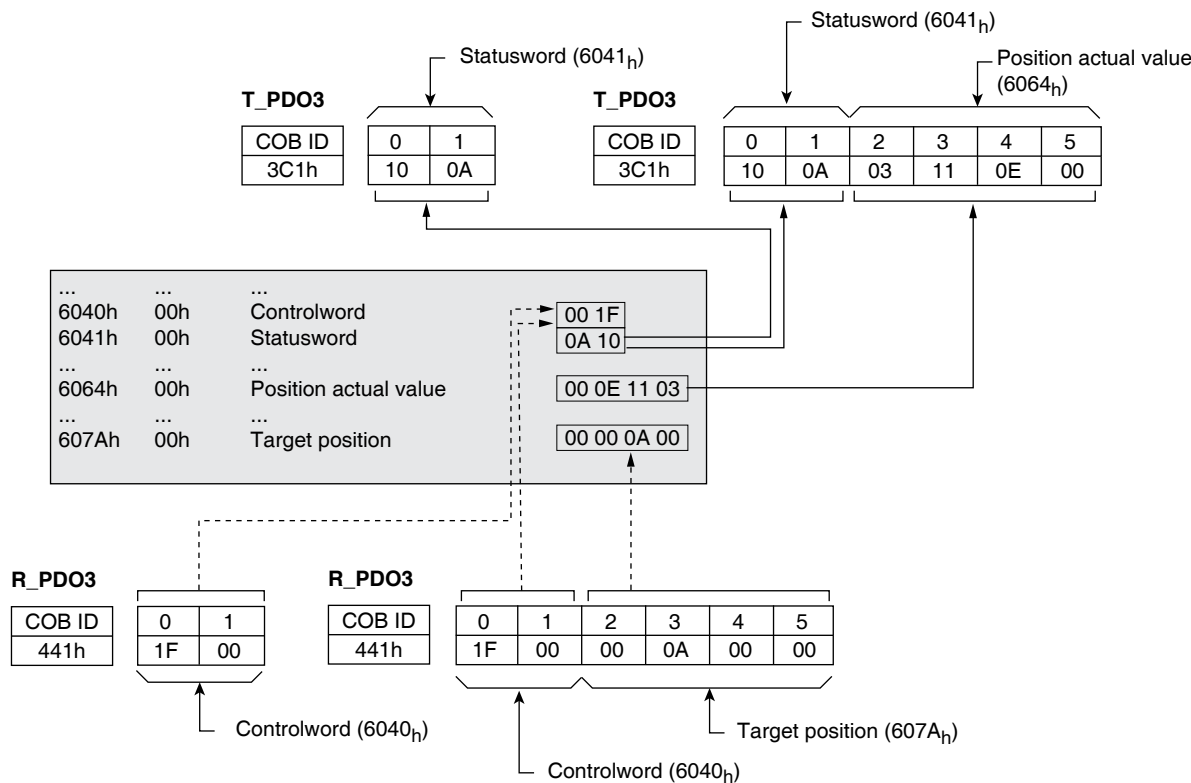 Statusword (6041h)
Statusword (6041h)
Position actual value
(6064h)
T_PDO3
COB ID 0 1
3C1h 10 0A
T_PDO3
COB ID 0 1 2 3 4 5
3C1h 10 0A 03 11 0E 00
... ... ...
6040h 00h Controlword 00 1F
6041h 00h Statusword 0A 10
... ... ...
6064h 00h Position actual value 00 0E 11 03
... ... ...
607Ah 00h Target position 00 00 0A 00
R_PDO3
COB ID 0 1
441h 1F 00
Controlword (6040h)
R_PDO3
COB ID 0 1 2 3 4 5
441h 1F 00 00 0A 00 00
Target position (607Ah)
Controlword (6040h)